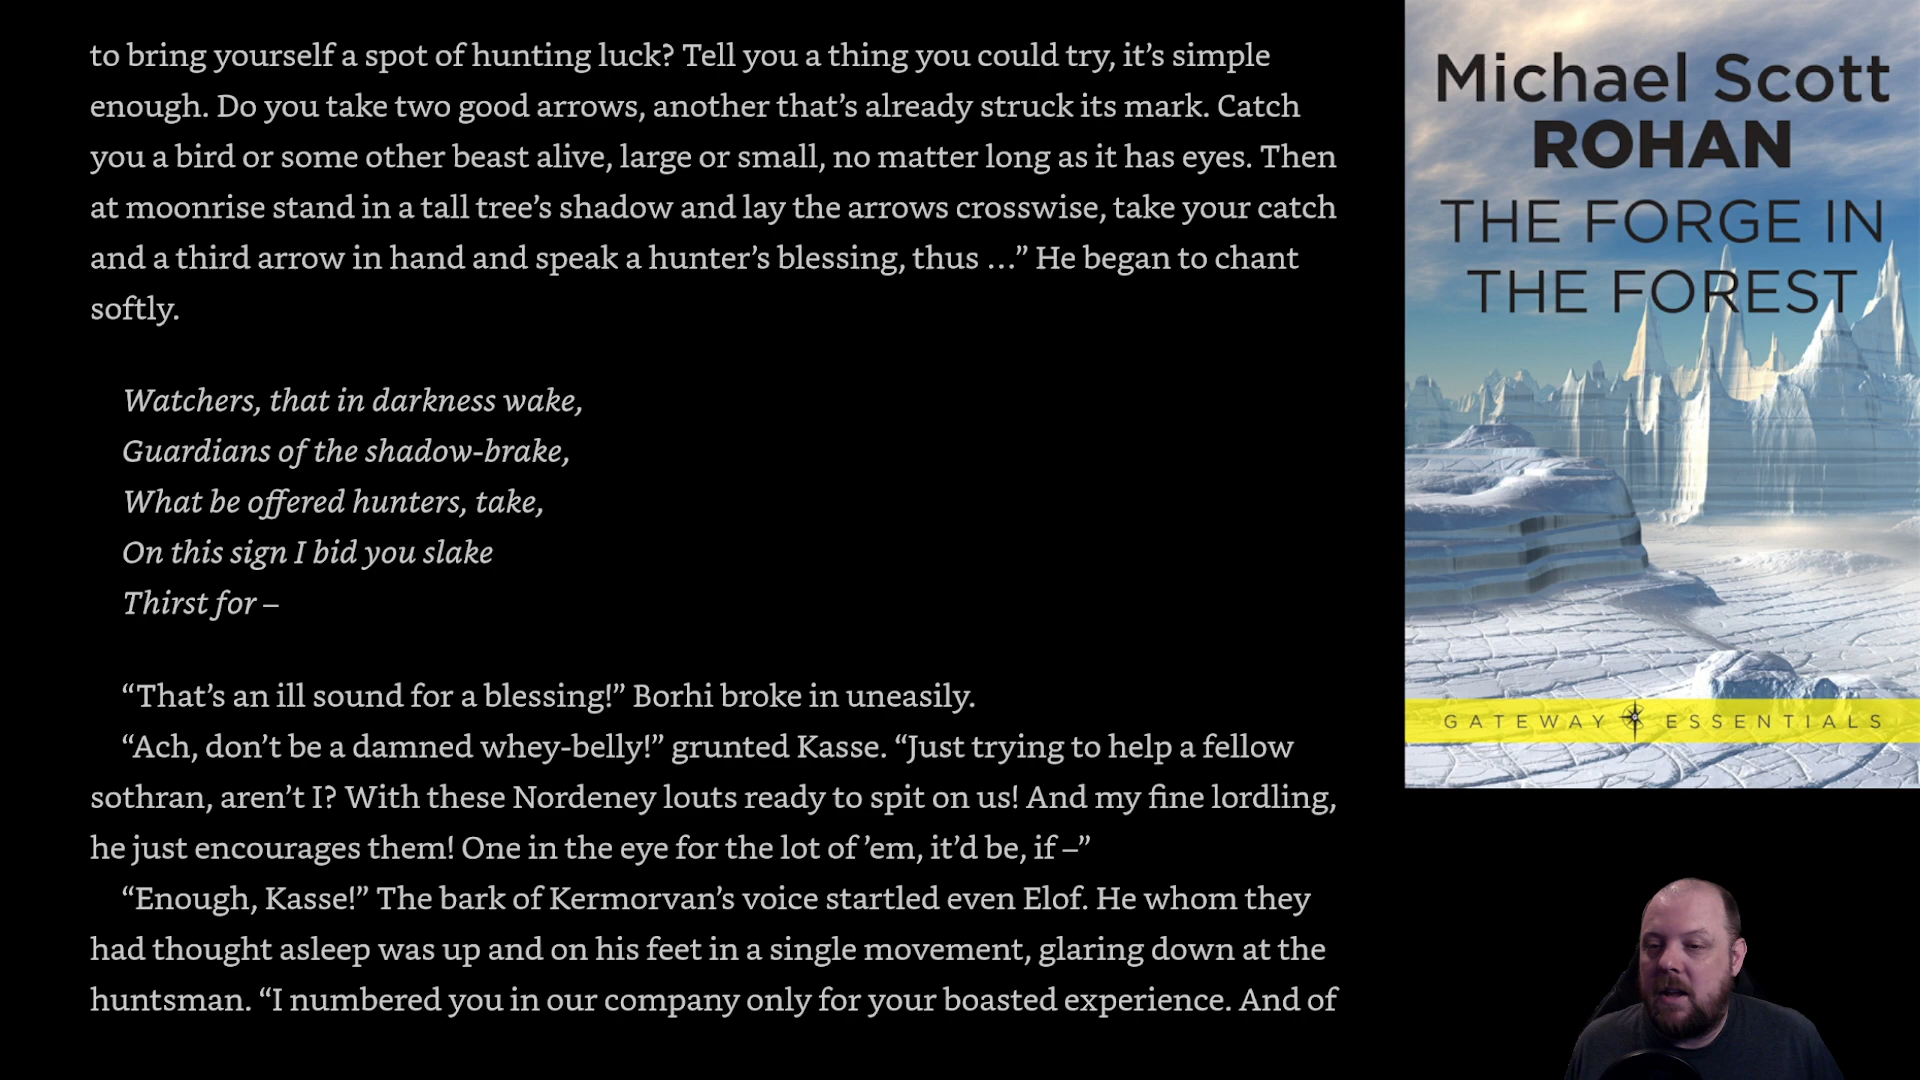 to bring yourself a spot of hunting luck? Tell you a thing you could try, it’s simple
enough. Do you take two good arrows, another that’s already struck its mark. Catch
you a bird or some other beast alive, large or small, no matter long as it has eyes. Then
at moonrise stand in a tall tree’s shadow and lay the arrows crosswise, take your catch
and a third arrow in hand and speak a hunter’s blessing, thus …” He began to chant
softly.
Watchers, that in darkness wake,
Guardians of the shadow-brake,
What be offered hunters, take,
On this sign I bid you slake
Thirst for –
“That’s an ill sound for a blessing!” Borhi broke in uneasily.
“Ach, don’t be a damned whey-belly!” grunted Kasse. “Just trying to help a fellow
sothran, aren’t I? With these Nordeney louts ready to spit on us! And my fine lordling,
he just encourages them! One in the eye for the lot of ’em, it’d be, if –”
“Enough, Kasse!” The bark of Kermorvan’s voice startled even Elof. He whom they
had thought asleep was up and on his feet in a single movement, glaring down at the
huntsman. “I numbered you in our company only for your boasted experience. And of
Michael Scott
ROHAN
THE FORGE IN
THE FOREST
GATEWAY ESSENTIALS